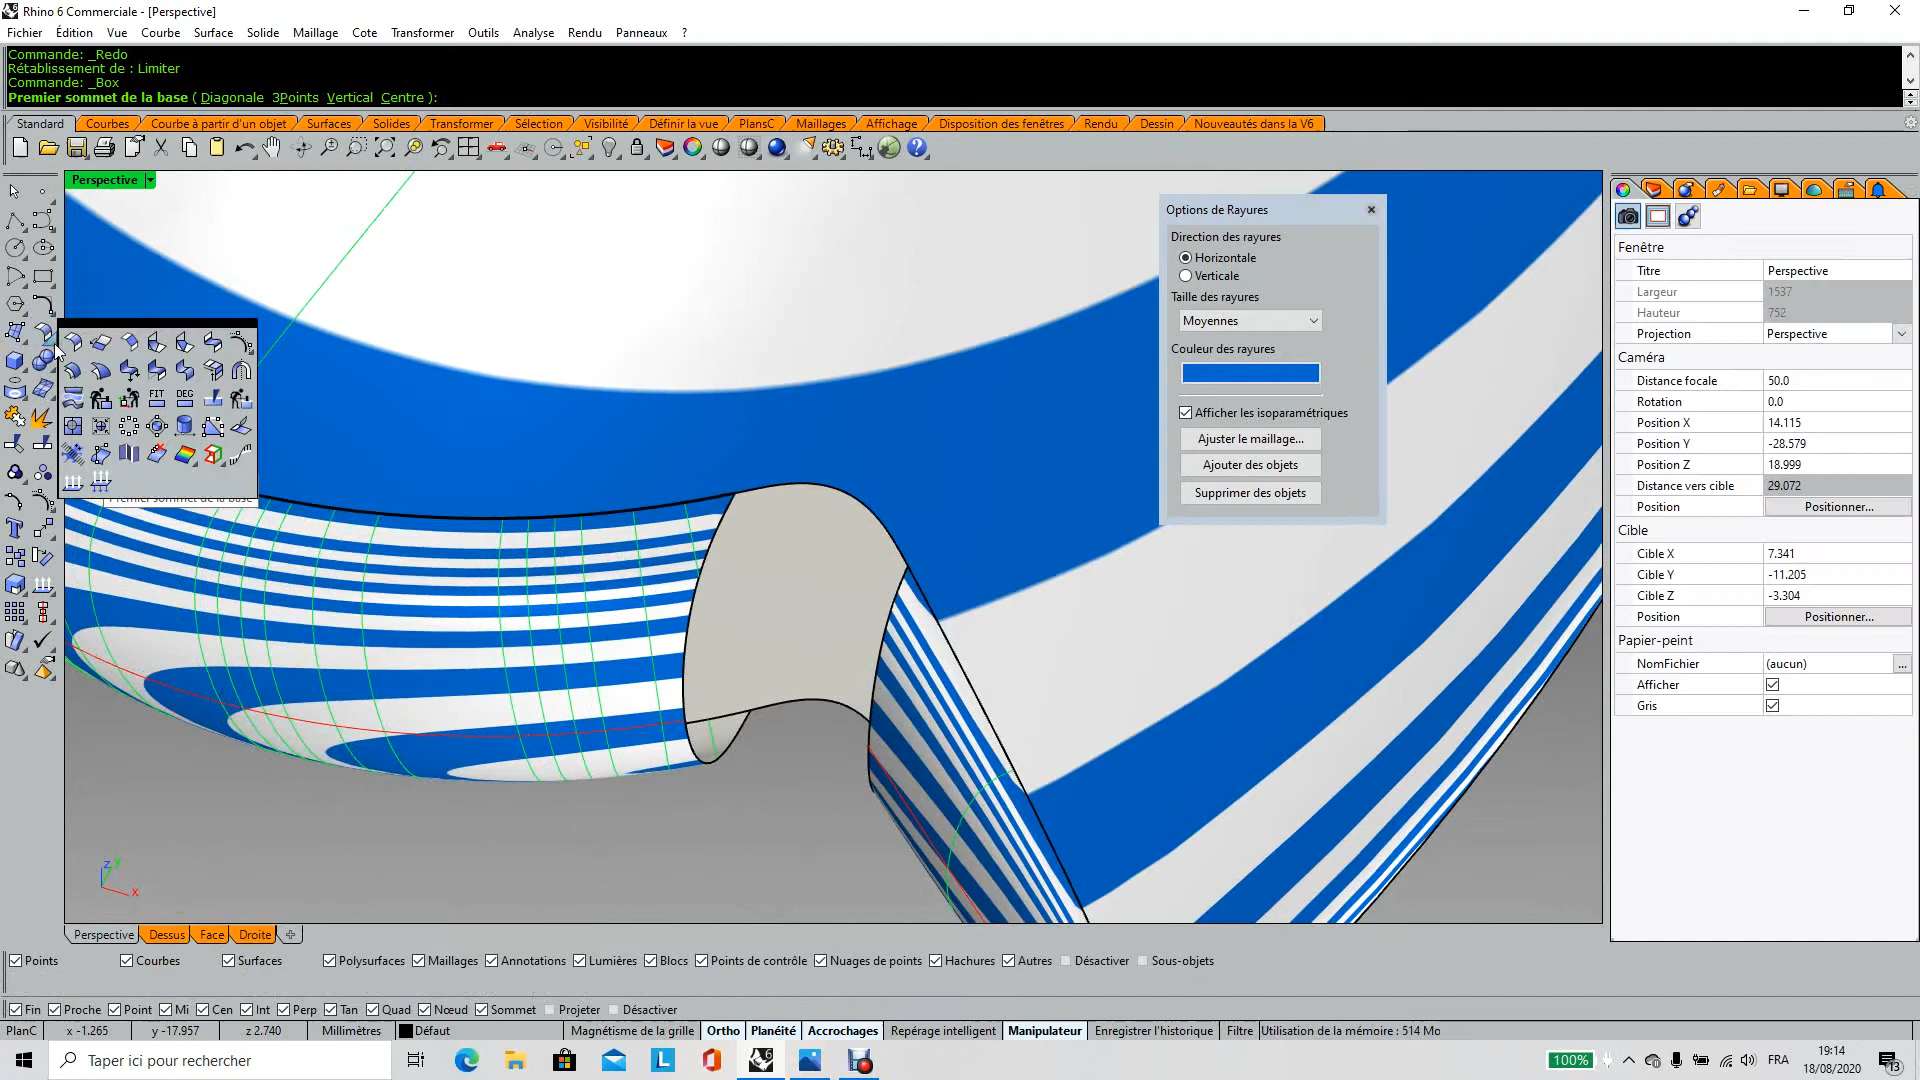 Rhino 6 Commerciale - [Perspective]
Fichier Édition Vue Courbe Surface Solide Maillage Cote Transformer Outils Analyse Rendu Panneaux ?
Commande: _Redo
Rétablissement de : Limiter
Commande: _Box
Premier sommet de la base ( Diagonale 3Points Vertical Centre ):
Standard Courbes Courbe à partir d'un objet Surfaces Solides Transformer Sélection Visibilité Définir la vue PlansC Maillages Affichage Disposition des fenêtres Rendu Dessin Nouveautés dans la V6
Perspective
Options de Rayures
Direction des rayures
Horizontale
Verticale
Taille des rayures
Moyennes
Couleur des rayures
Afficher les isoparamétriques
Ajuster le maillage...
Ajouter des objets
Supprimer des objets
FIT DEG
Premier sommet de la base
Fenêtre
Titre Perspective
Largeur 1537
Hauteur 752
Projection Perspective
Caméra
Distance focale 50.0
Rotation 0.0
Position X 14.115
Position Y -28.579
Position Z 18.999
Distance vers cible 29.072
Position Positionner...
Cible
Cible X 7.341
Cible Y -11.205
Cible Z -3.304
Position Positionner...
Papier-peint
NomFichier (aucun) ...
Afficher
Gris
z y x
Perspective Dessus Face Droite
Points Courbes Surfaces Polysurfaces Maillages Annotations Lumières Blocs Points de contrôle Nuages de points Hachures Autres Désactiver Sous-objets
Fin Proche Point Mi Cen Int Perp Tan Quad Nœud Sommet Projeter Désactiver
PlanC x -1.265 y -17.957 z 2.740 Millimètres Défaut Magnétisme de la grille Ortho Planéité Accrochages Repérage intelligent Manipulateur Enregistrer l'historique Filtre Utilisation de la mémoire : 514 Mo
Taper ici pour rechercher
100%
FRA
19:14
18/08/2020
13